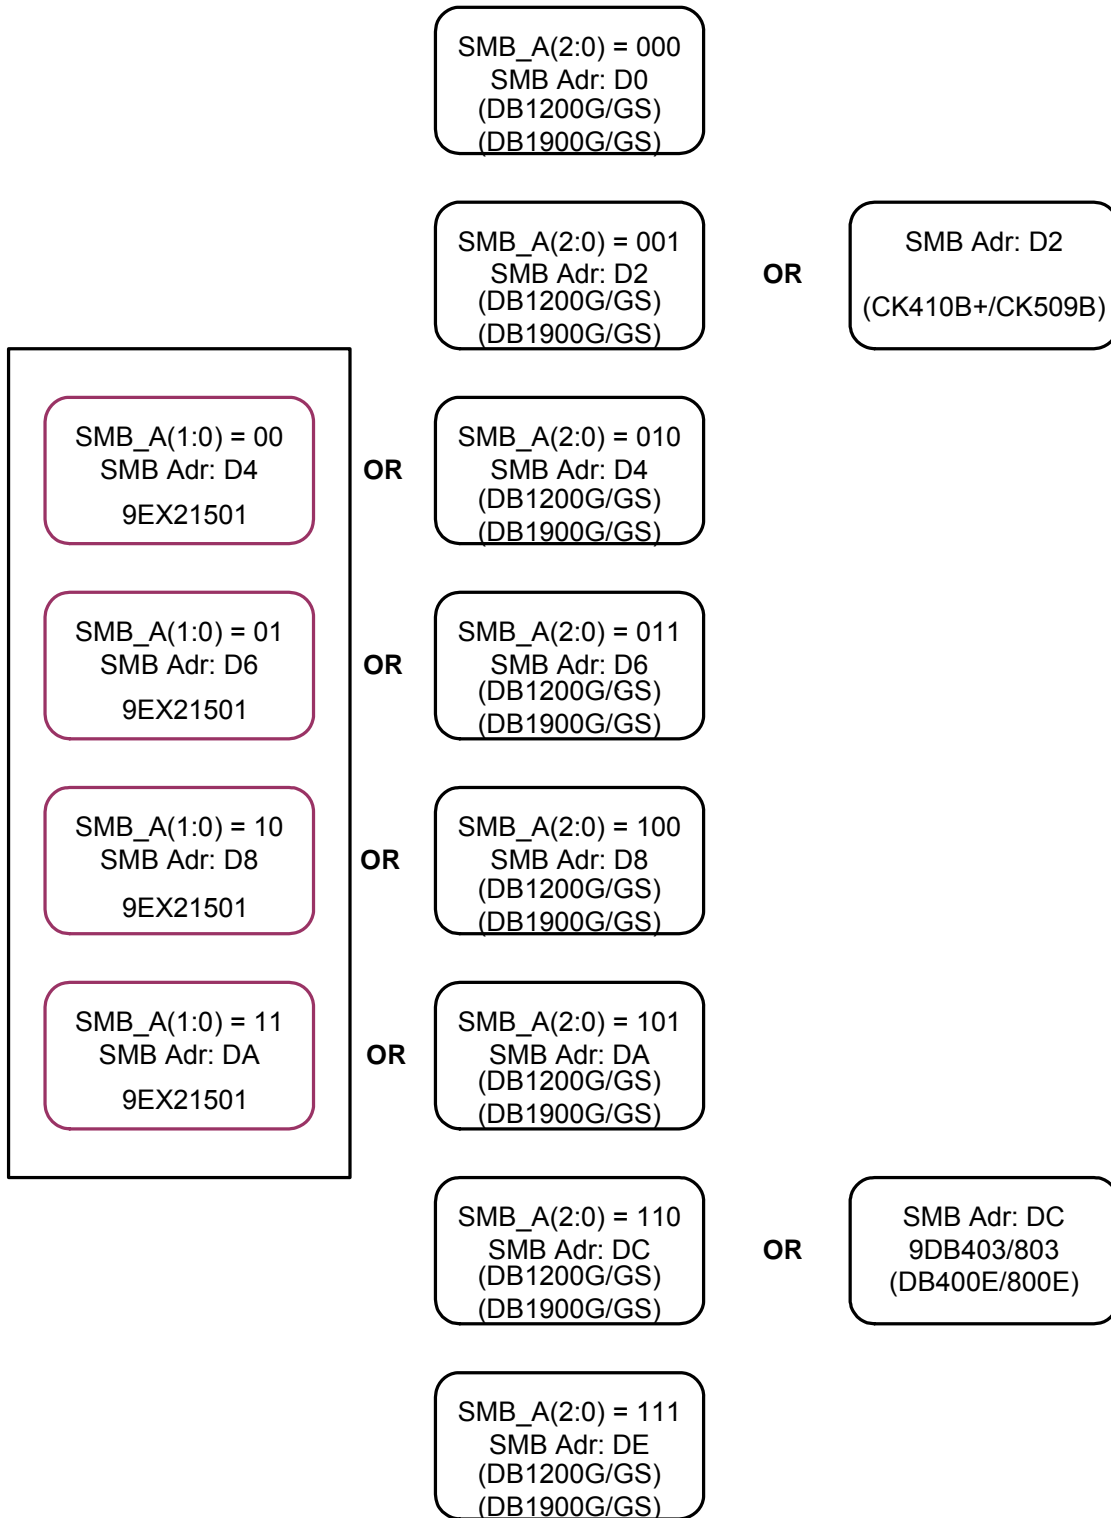 SMB_A(2:0) = 000
SMB Adr: D0
(DB1200G/GS)
(DB1900G/GS)
SMB_A(2:0) = 001
SMB Adr: D2
(DB1200G/GS)
(DB1900G/GS)
OR
SMB Adr: D2
(CK410B+/CK509B)
SMB_A(1:0) = 00
SMB Adr: D4
9EX21501
OR
SMB_A(2:0) = 010
SMB Adr: D4
(DB1200G/GS)
(DB1900G/GS)
SMB_A(1:0) = 01
SMB Adr: D6
9EX21501
OR
SMB_A(2:0) = 011
SMB Adr: D6
(DB1200G/GS)
(DB1900G/GS)
SMB_A(1:0) = 10
SMB Adr: D8
9EX21501
OR
SMB_A(2:0) = 100
SMB Adr: D8
(DB1200G/GS)
(DB1900G/GS)
SMB_A(1:0) = 11
SMB Adr: DA
9EX21501
OR
SMB_A(2:0) = 101
SMB Adr: DA
(DB1200G/GS)
(DB1900G/GS)
SMB_A(2:0) = 110
SMB Adr: DC
(DB1200G/GS)
(DB1900G/GS)
OR
SMB Adr: DC
9DB403/803
(DB400E/800E)
SMB_A(2:0) = 111
SMB Adr: DE
(DB1200G/GS)
(DB1900G/GS)